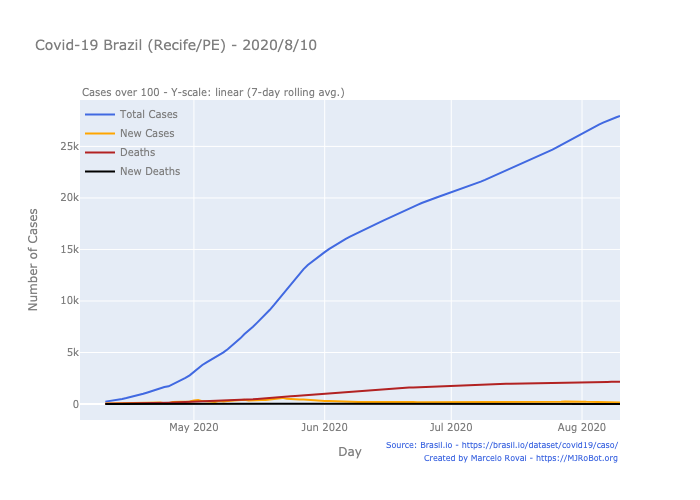 Covid-19 Brazil (Recife/PE) - 2020/8/10
Cases over 100 - Y-scale: linear (7-day rolling avg.)
Total Cases
New Cases
Deaths
New Deaths
Number of Cases
25k
20k
15k
10k
5k
0
May 2020
Jun 2020
Jul 2020
Aug 2020
Day
Source: Brasil.io - https://brasil.io/dataset/covid19/caso/
Created by Marcelo Rovai - https://MJRoBot.org